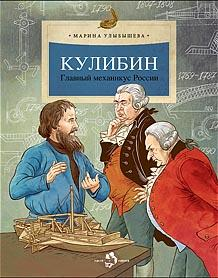 МАРИНА УЛЫБЫШЕВА
КУЛИБИН
Главный механикус России